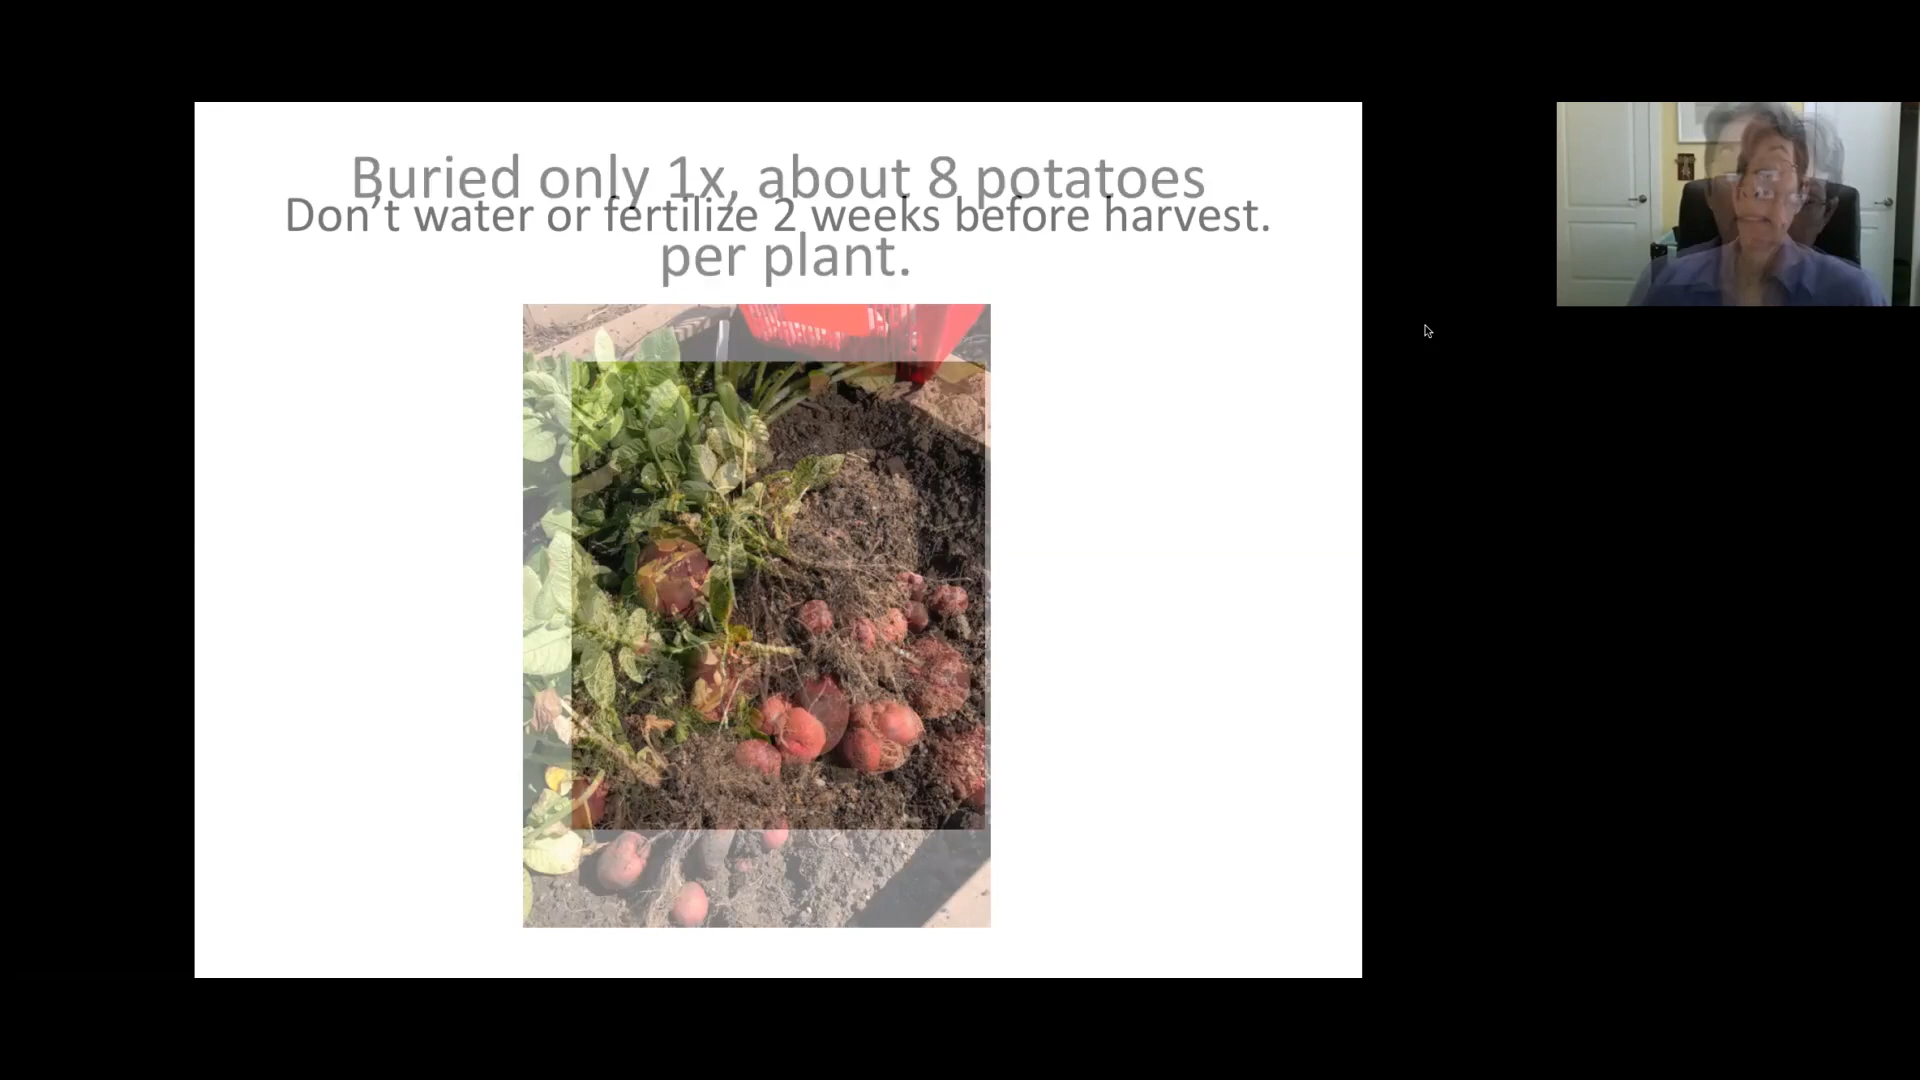 Buried only 1x, about 8 potatoes
Don’t water or fertilize 2 weeks before harvest.
per plant.